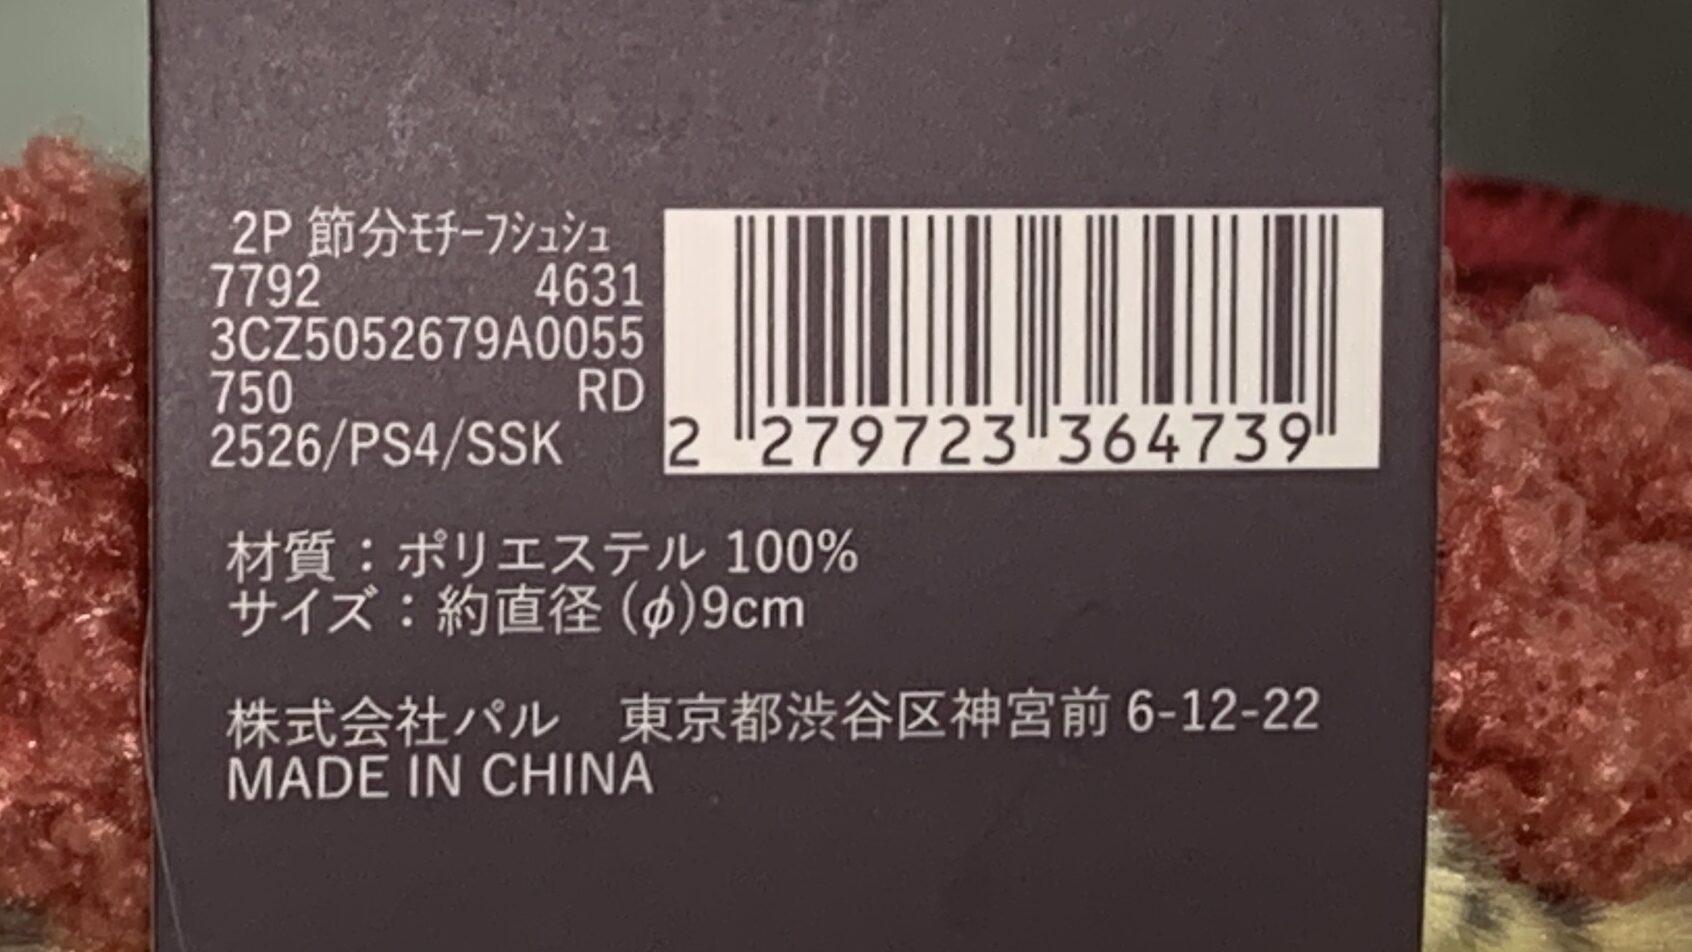 2P 節分ﾓﾁｰﾌｼｭｼｭ
7792 4631
3CZ5052679A0055
750 RD
2526/PS4/SSK
2 279723 364739
材質：ポリエステル 100%
サイズ：約直径 (φ)9cm
株式会社パル 東京都渋谷区神宮前 6-12-22
MADE IN CHINA